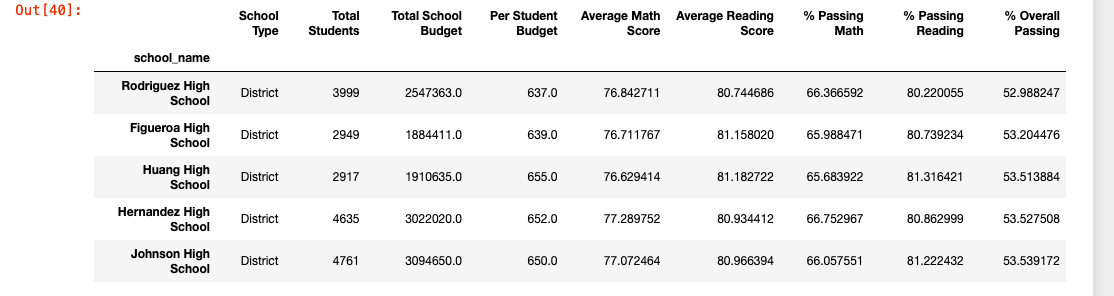 Out[40]:
School Type Total Students Total School Budget Per Student Budget Average Math Score Average Reading Score % Passing Math % Passing Reading % Overall Passing
school_name
Rodriguez High School District 3999 2547363.0 637.0 76.842711 80.744686 66.366592 80.220055 52.988247
Figueroa High School District 2949 1884411.0 639.0 76.711767 81.158020 65.988471 80.739234 53.204476
Huang High School District 2917 1910635.0 655.0 76.629414 81.182722 65.683922 81.316421 53.513884
Hernandez High School District 4635 3022020.0 652.0 77.289752 80.934412 66.752967 80.862999 53.527508
Johnson High School District 4761 3094650.0 650.0 77.072464 80.966394 66.057551 81.222432 53.539172